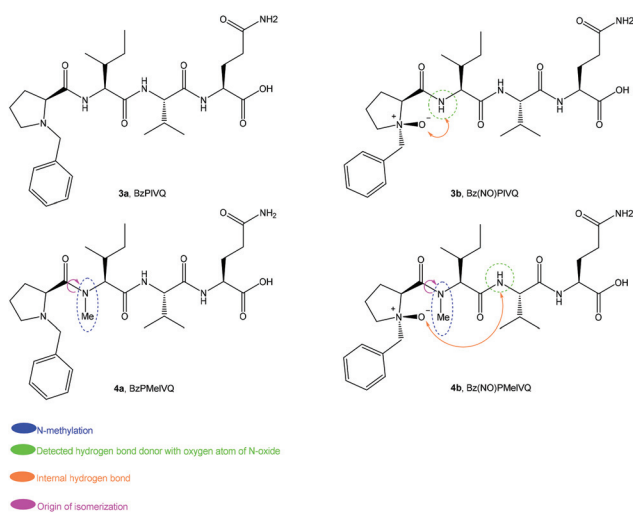 O
NH2
O
H
N
O
OH
N
N
H
N
H
O
O
3a, BzPIVQ
O
NH2
O
H
N
O
OH
N
H
N
+
O
−
N
H
O
O
3b, Bz(NO)PIVQ
O
NH2
O
H
N
O
OH
N
Me
N
N
H
O
O
4a, BzPMeIVQ
O
NH2
O
H
N
O
OH
N
Me
N
+
O
−
N
H
O
O
4b, Bz(NO)PMeIVQ
N-methylation
Detected hydrogen bond donor with oxygen atom of N-oxide
Internal hydrogen bond
Origin of isomerization